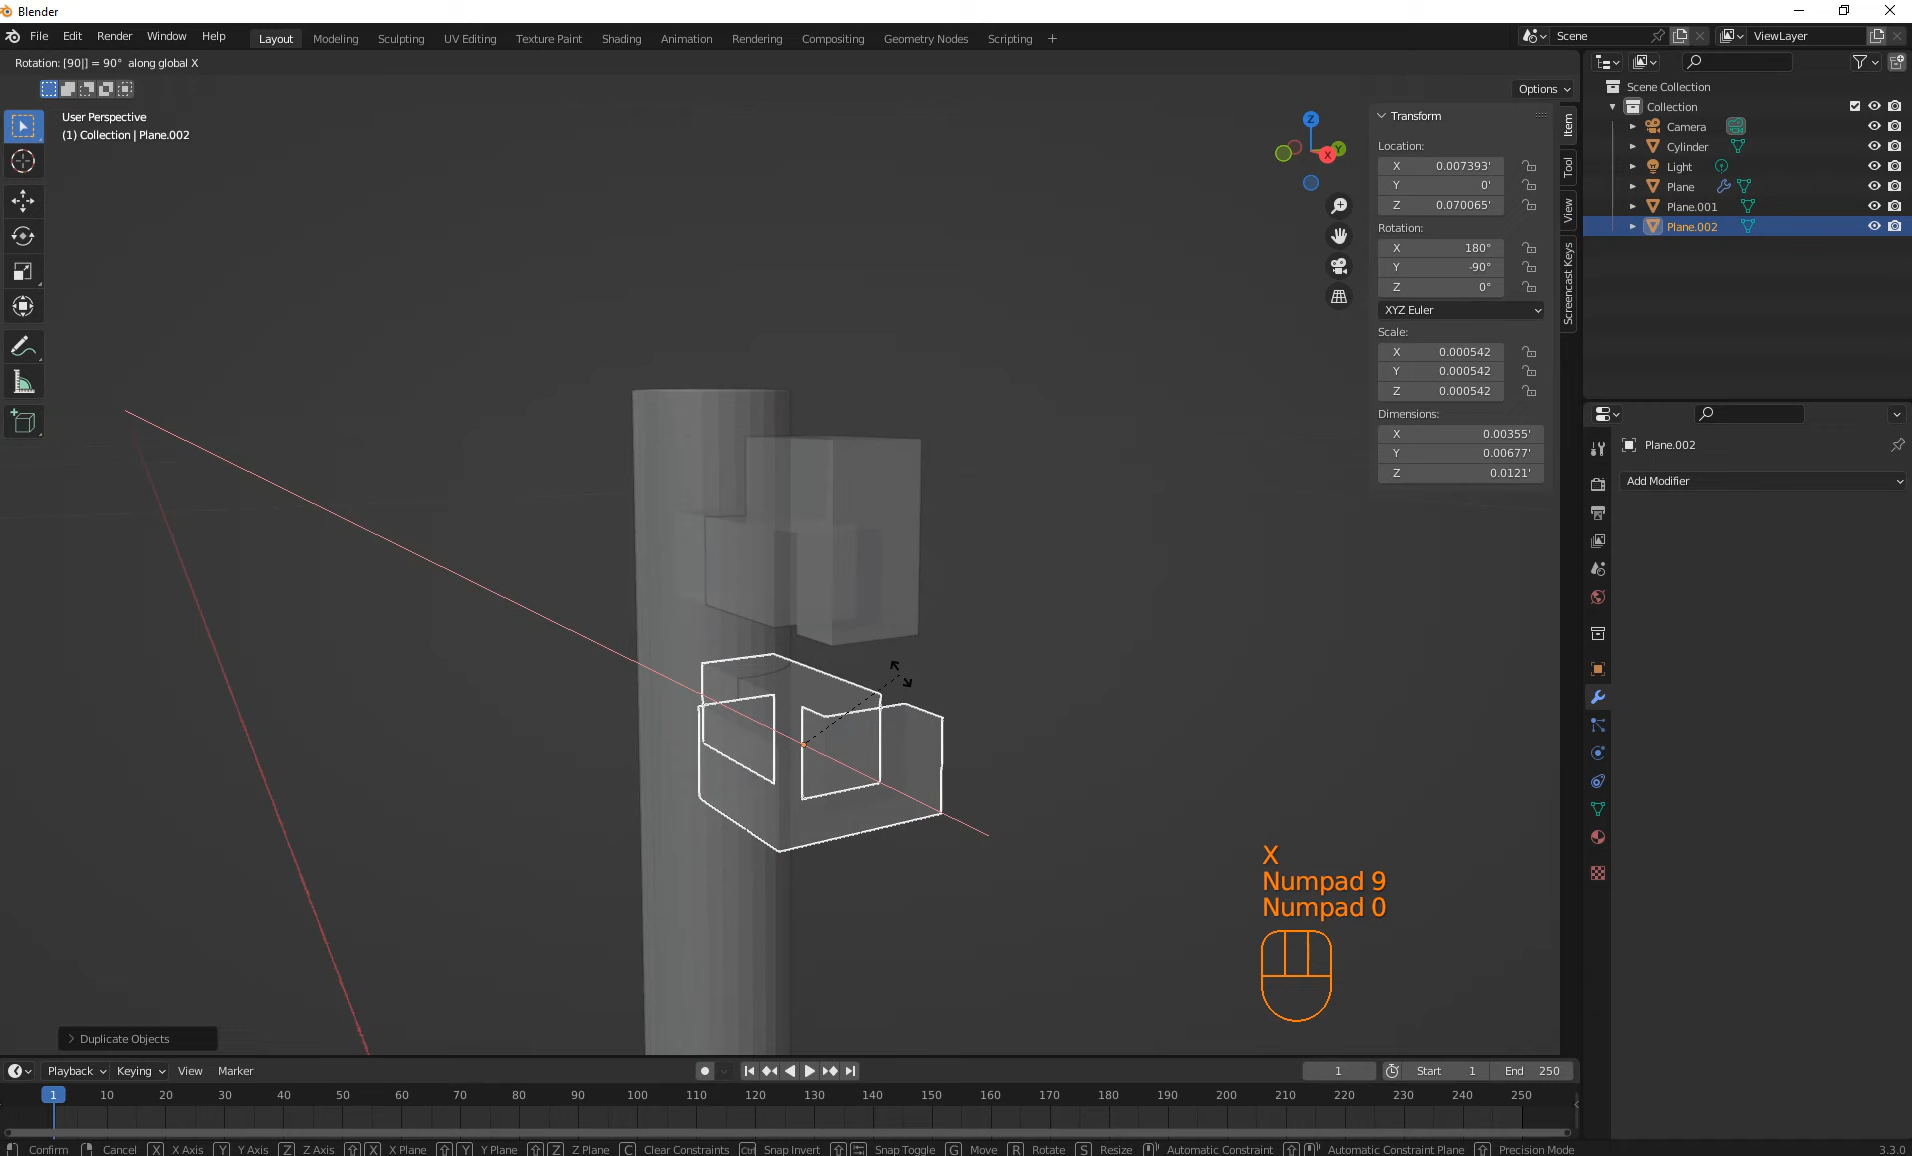 Blender
File Edit Render Window Help Layout Modeling Sculpting UV Editing Texture Paint Shading Animation Rendering Compositing Geometry Nodes Scripting + Scene ViewLayer
Rotation: [90|] = 90° along global X
Options
User Perspective
(1) Collection | Plane.002
Z
Y
X
Transform
Location:
X 0.007393'
Y 0'
Z 0.070065'
Rotation:
X 180°
Y -90°
Z 0°
XYZ Euler
Scale:
X 0.000542
Y 0.000542
Z 0.000542
Dimensions:
X 0.00355'
Y 0.00677'
Z 0.0121'
Item
Tool
View
Screencast Keys
Scene Collection
Collection
Camera
Cylinder
Light
Plane
Plane.001
Plane.002
Plane.002
Add Modifier
X
Numpad 9
Numpad 0
Duplicate Objects
Playback Keying View Marker 1 Start 1 End 250
1 10 20 30 40 50 60 70 80 90 100 110 120 130 140 150 160 170 180 190 200 210 220 230 240 250
Confirm Cancel X X Axis Y Y Axis Z Z Axis X X Plane Y Y Plane Z Z Plane C Clear Constraints Ctrl Snap Invert Snap Toggle G Move R Rotate S Resize Automatic Constraint Automatic Constraint Plane Precision Mode 3.3.0